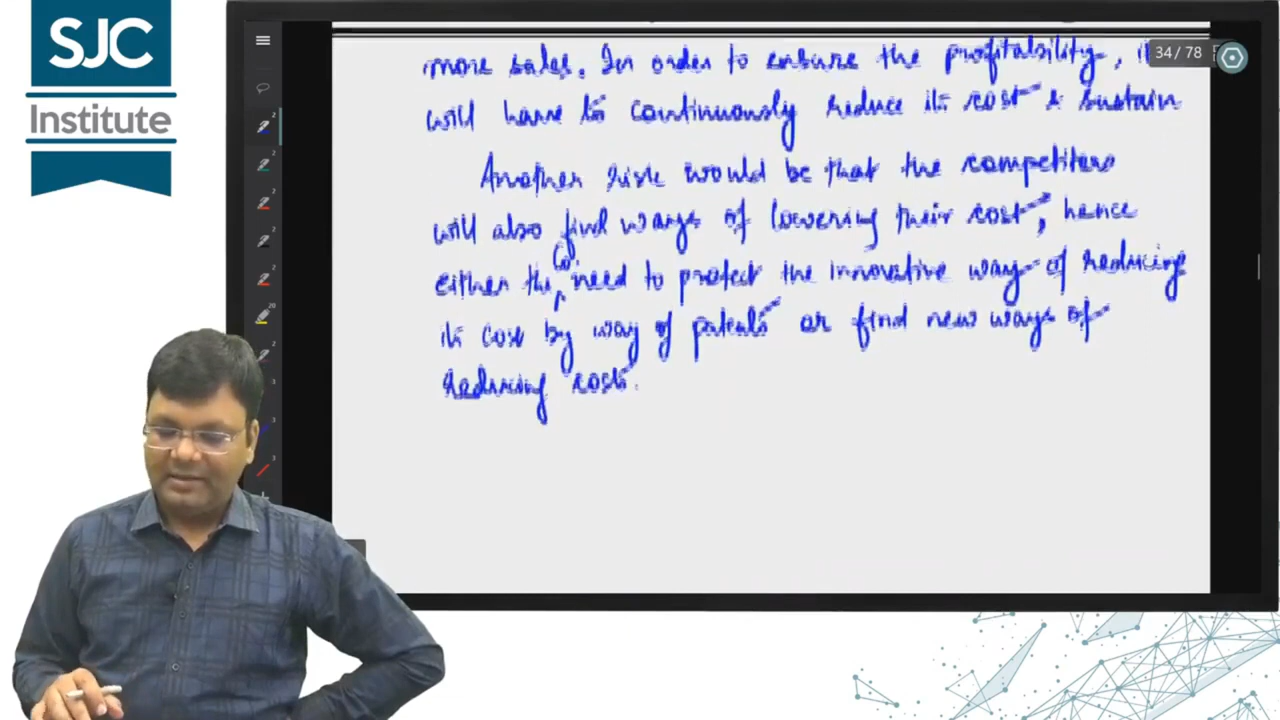 SJC
Institute
34 / 78
more sales. In order to ensure the profitability, it
will have to continuously reduce its cost & sustain
Another risk would be that the competitors
will also find ways of lowering their cost, hence
co.
either the need to protect the innovative way of reducing
its cost by way of patents or find new ways of
reducing cost.